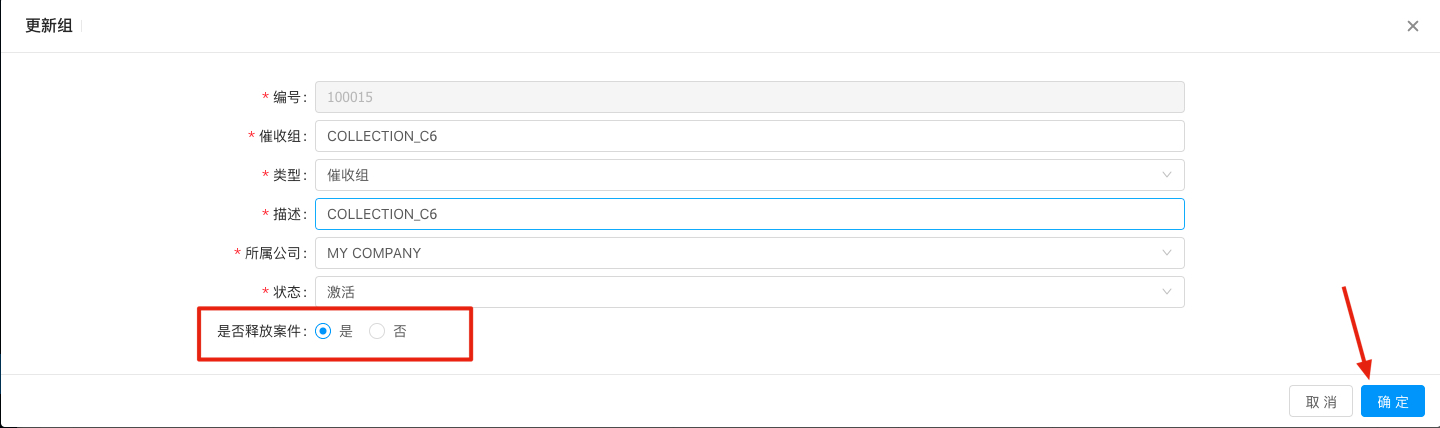 更新组
* 编号: 100015
* 催收组: COLLECTION_C6
* 类型: 催收组
* 描述: COLLECTION_C6
* 所属公司: MY COMPANY
* 状态: 激活
是否释放案件: 是 否
取 消 确 定